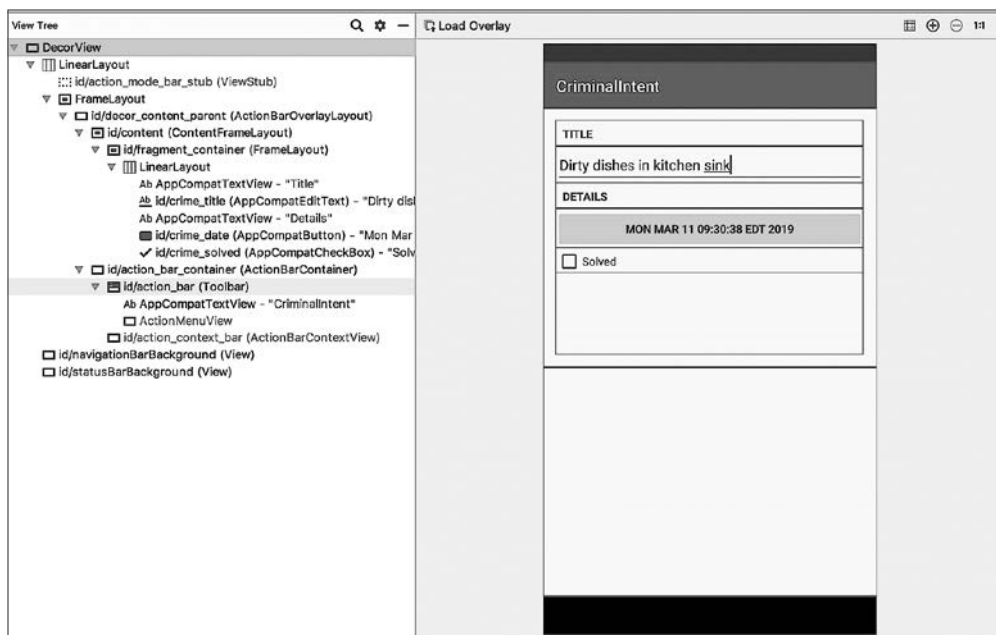 View Tree
Load Overlay
1:1
DecorView
LinearLayout
id/action_mode_bar_stub (ViewStub)
FrameLayout
id/decor_content_parent (ActionBarOverlayLayout)
id/content (ContentFrameLayout)
id/fragment_container (FrameLayout)
LinearLayout
Ab AppCompatTextView - "Title"
Ab id/crime_title (AppCompatEditText) - "Dirty dis
Ab AppCompatTextView - "Details"
id/crime_date (AppCompatButton) - "Mon Mar
id/crime_solved (AppCompatCheckBox) - "Solv
id/action_bar_container (ActionBarContainer)
id/action_bar (Toolbar)
Ab AppCompatTextView - "CriminalIntent"
ActionMenuView
id/action_context_bar (ActionBarContextView)
id/navigationBarBackground (View)
id/statusBarBackground (View)
CriminalIntent
TITLE
Dirty dishes in kitchen sink
DETAILS
MON MAR 11 09:30:38 EDT 2019
Solved